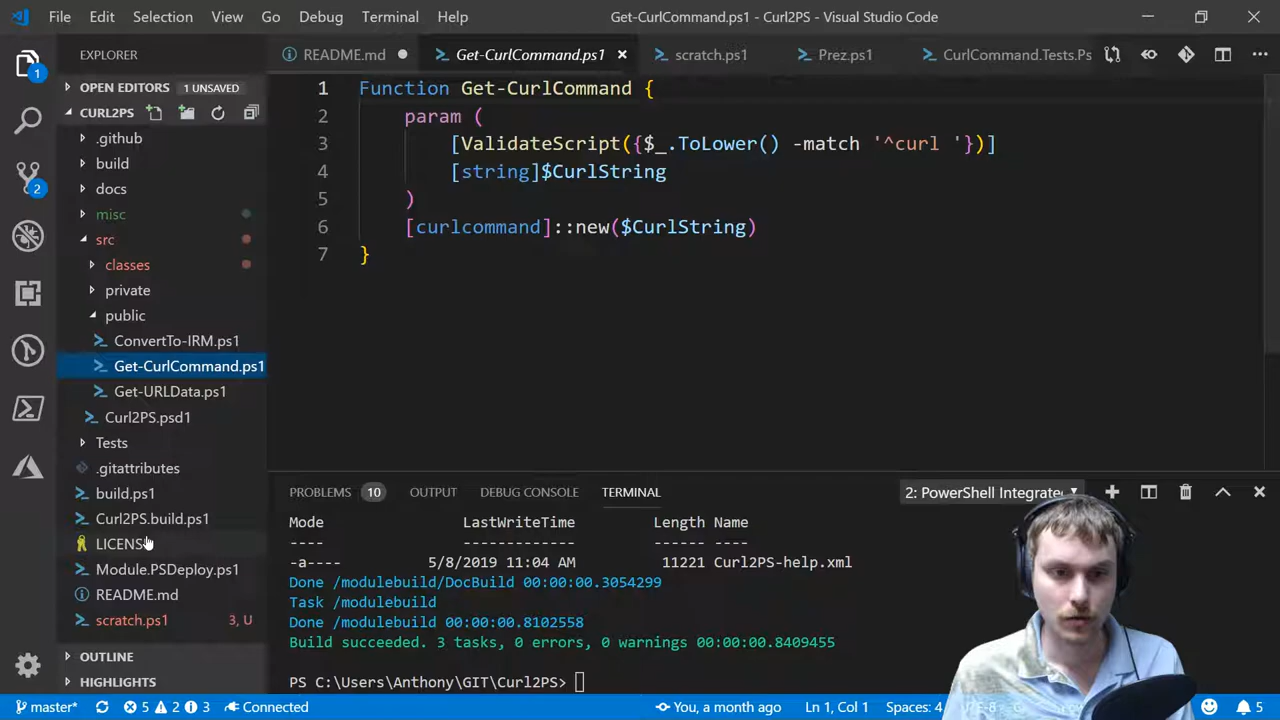 File Edit Selection View Go Debug Terminal Help
Get-CurlCommand.ps1 - Curl2PS - Visual Studio Code
EXPLORER
README.md
Get-CurlCommand.ps1
scratch.ps1
Prez.ps1
CurlCommand.Tests.Ps
1
OPEN EDITORS 1 UNSAVED
CURL2PS
.github
build
docs
misc
src
classes
private
public
ConvertTo-IRM.ps1
Get-CurlCommand.ps1
Get-URLData.ps1
Curl2PS.psd1
Tests
.gitattributes
build.ps1
Curl2PS.build.ps1
LICENS
Module.PSDeploy.ps1
README.md
scratch.ps1 3, U
OUTLINE
HIGHLIGHTS
2
1 Function Get-CurlCommand {
2 param (
3 [ValidateScript({$_.ToLower() -match '^curl '})]
4 [string]$CurlString
5 )
6 [curlcommand]::new($CurlString)
7 }
PROBLEMS 10 OUTPUT DEBUG CONSOLE TERMINAL
2: PowerShell Integrate
Mode LastWriteTime Length Name
---- ------------- ------ ----
-a---- 5/8/2019 11:04 AM 11221 Curl2PS-help.xml
Done /modulebuild/DocBuild 00:00:00.3054299
Task /modulebuild
Done /modulebuild 00:00:00.8102558
Build succeeded. 3 tasks, 0 errors, 0 warnings 00:00:00.8409455
PS C:\Users\Anthony\GIT\Curl2PS>
master* 5 2 3 Connected
You, a month ago Ln 1, Col 1 Spaces: 4
5